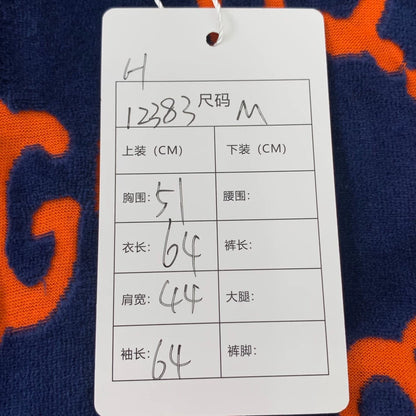 H
12383 尺码 M
上装（CM） 下装（CM）
胸围: 51 腰围:
衣长: 64 裤长:
肩宽: 44 大腿:
袖长: 64 裤脚: